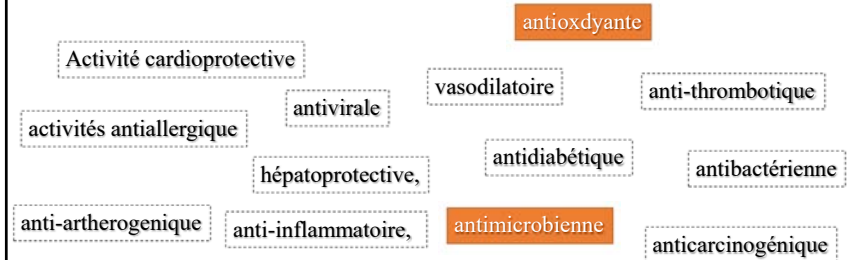 antioxdyante
Activité cardioprotective
vasodilatoire
anti-thrombotique
antivirale
activités antiallergique
antidiabétique
antibactérienne
hépatoprotective,
anti-artherogenique
anti-inflammatoire,
antimicrobienne
anticarcinogénique